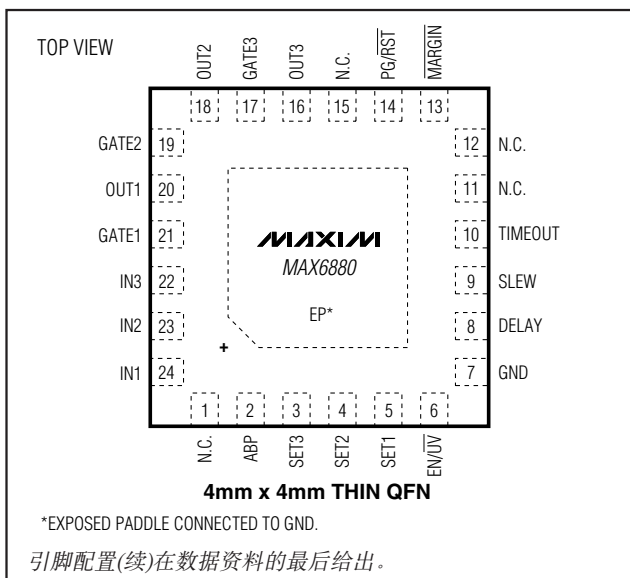 TOP VIEW
OUT2
GATE3
OUT3
N.C.
PG/RST
MARGIN
18
17
16
15
14
13
GATE2 19
12 N.C.
OUT1 20
11 N.C.
GATE1 21
10 TIMEOUT
MAXIM
MAX6880
IN3 22
9 SLEW
EP*
IN2 23
8 DELAY
+
IN1 24
7 GND
1
2
3
4
5
6
N.C.
ABP
SET3
SET2
SET1
EN/UV
4mm x 4mm THIN QFN
*EXPOSED PADDLE CONNECTED TO GND.
引脚配置(续)在数据资料的最后给出。